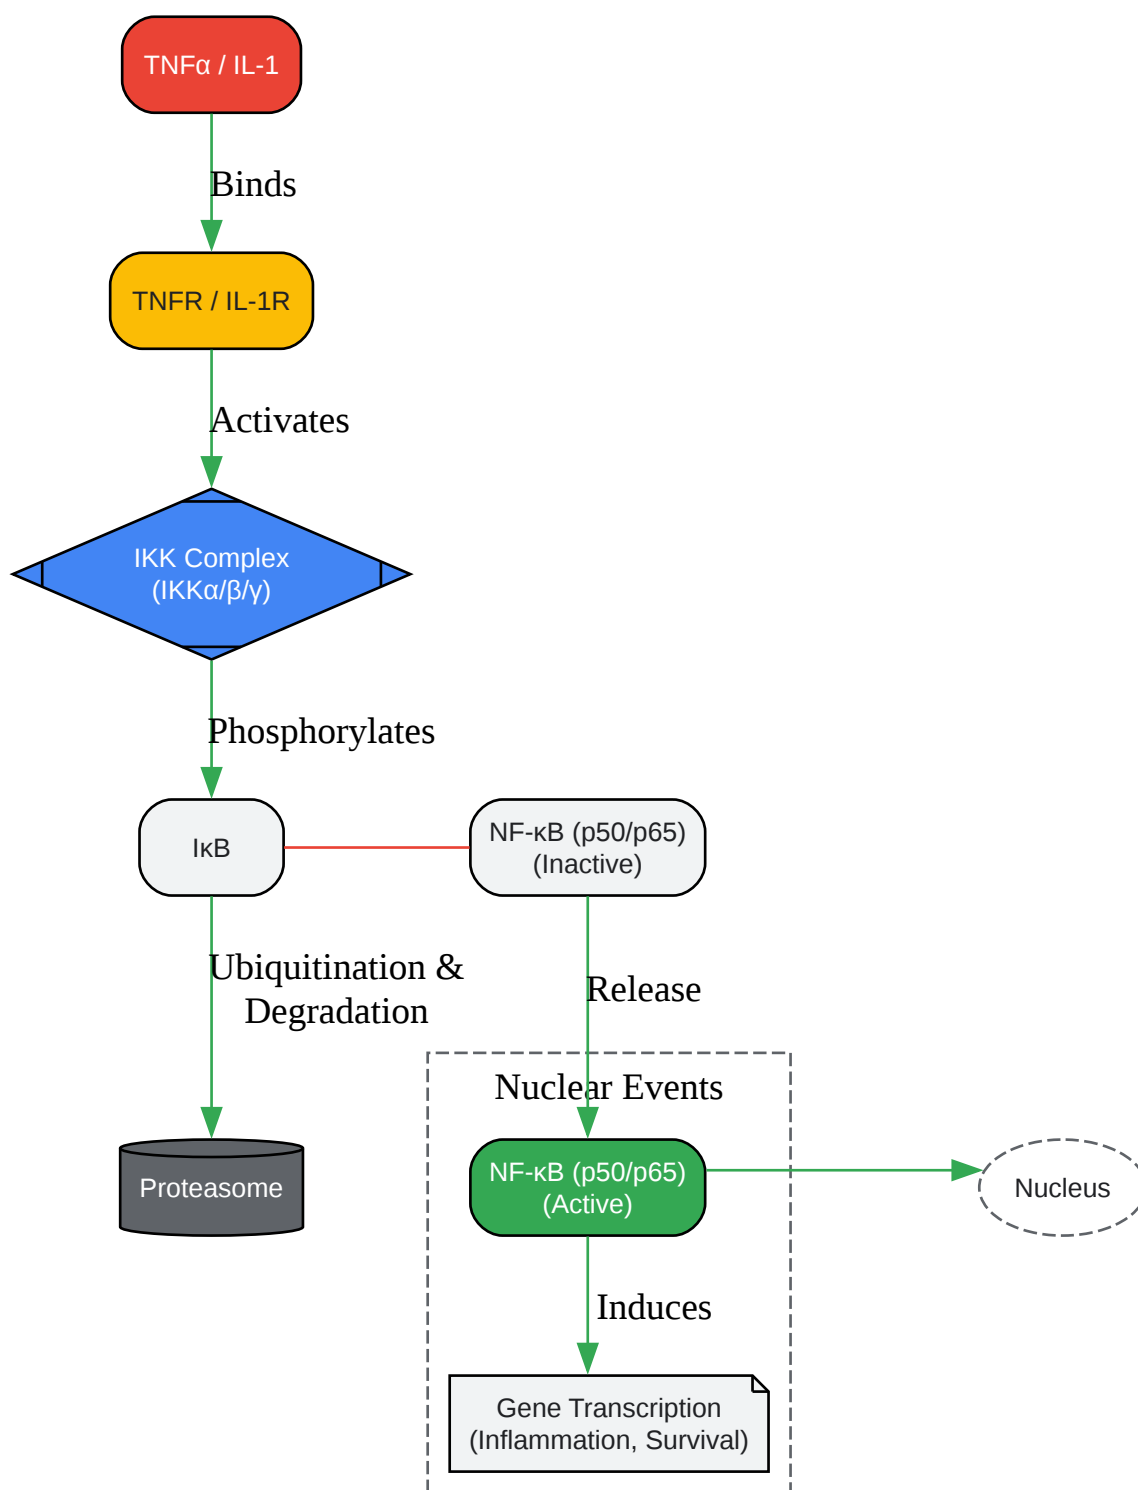 TNFα / IL-1
Binds
TNFR / IL-1R
Activates
IKK Complex
(IKKα/β/γ)
Phosphorylates
IκB
NF-κB (p50/p65)
(Inactive)
Ubiquitination &
Degradation
Release
Nuclear Events
Proteasome
NF-κB (p50/p65)
(Active)
Nucleus
Induces
Gene Transcription
(Inflammation, Survival)